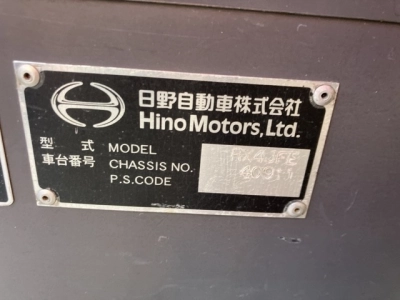 日野自動車株式会社
Hino Motors, Ltd.
型 式 MODEL
車台番号 CHASSIS NO.
P.S.CODE